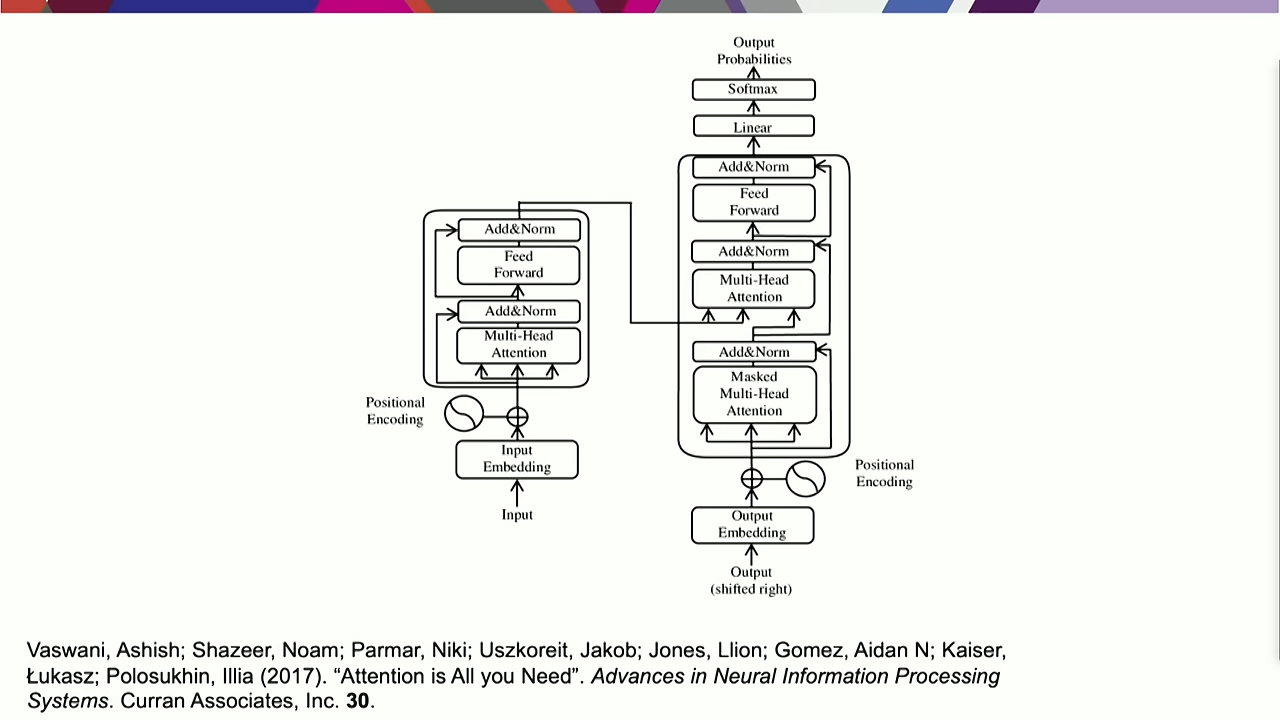 Output
Probabilities
Softmax
Linear
Add&Norm
Feed
Forward
Add&Norm
Multi-Head
Attention
Add&Norm
Masked
Multi-Head
Attention
Positional
Encoding
Output
Embedding
Output
(shifted right)
Add&Norm
Feed
Forward
Add&Norm
Multi-Head
Attention
Positional
Encoding
Input
Embedding
Input
Vaswani, Ashish; Shazeer, Noam; Parmar, Niki; Uszkoreit, Jakob; Jones, Llion; Gomez, Aidan N; Kaiser,
Łukasz; Polosukhin, Illia (2017). “Attention is All you Need”. Advances in Neural Information Processing
Systems. Curran Associates, Inc. 30.